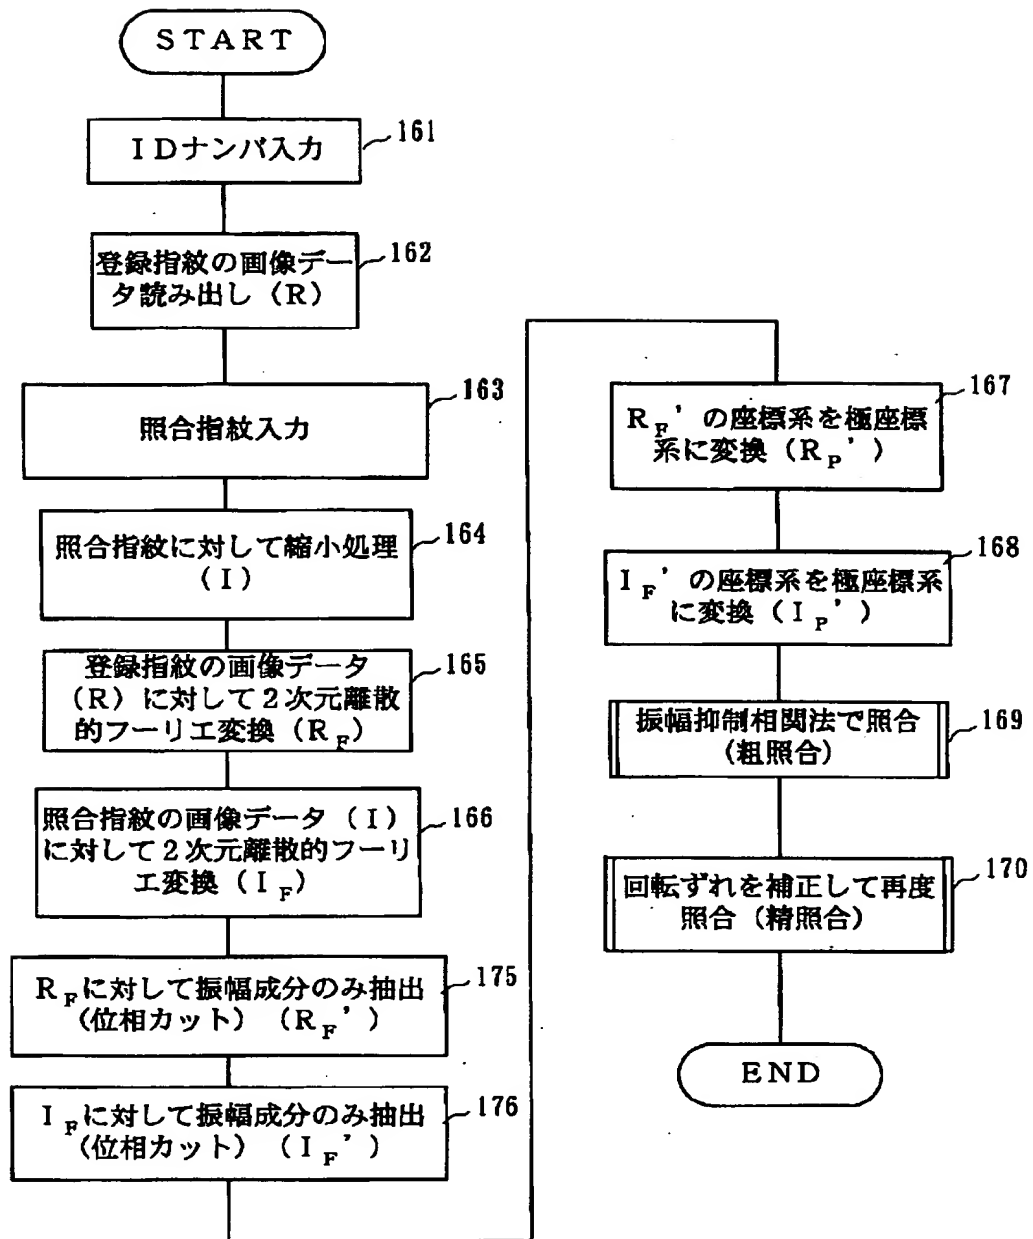 START
IDナンバ入力
161
登録指紋の画像デー
タ読み出し(R)
162
照合指紋入力
163
照合指紋に対して縮小処理
(I)
164
登録指紋の画像データ
(R)に対して2次元離散
的フーリエ変換(R_F)
165
照合指紋の画像データ(I)
に対して2次元離散的フーリ
エ変換(I_F)
166
R_Fに対して振幅成分のみ抽出
(位相カット)(R_F')
175
I_Fに対して振幅成分のみ抽出
(位相カット)(I_F')
176
R_F'の座標系を極座標
系に変換(R_P')
167
I_F'の座標系を極座標系
に変換(I_P')
168
振幅抑制相関法で照合
(粗照合)
169
回転ずれを補正して再度
照合(精照合)
170
END